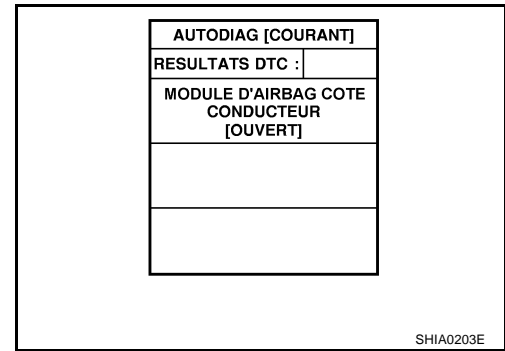 AUTODIAG [COURANT]
RESULTATS DTC :
MODULE D'AIRBAG COTE
CONDUCTEUR
[OUVERT]
SHIA0203E